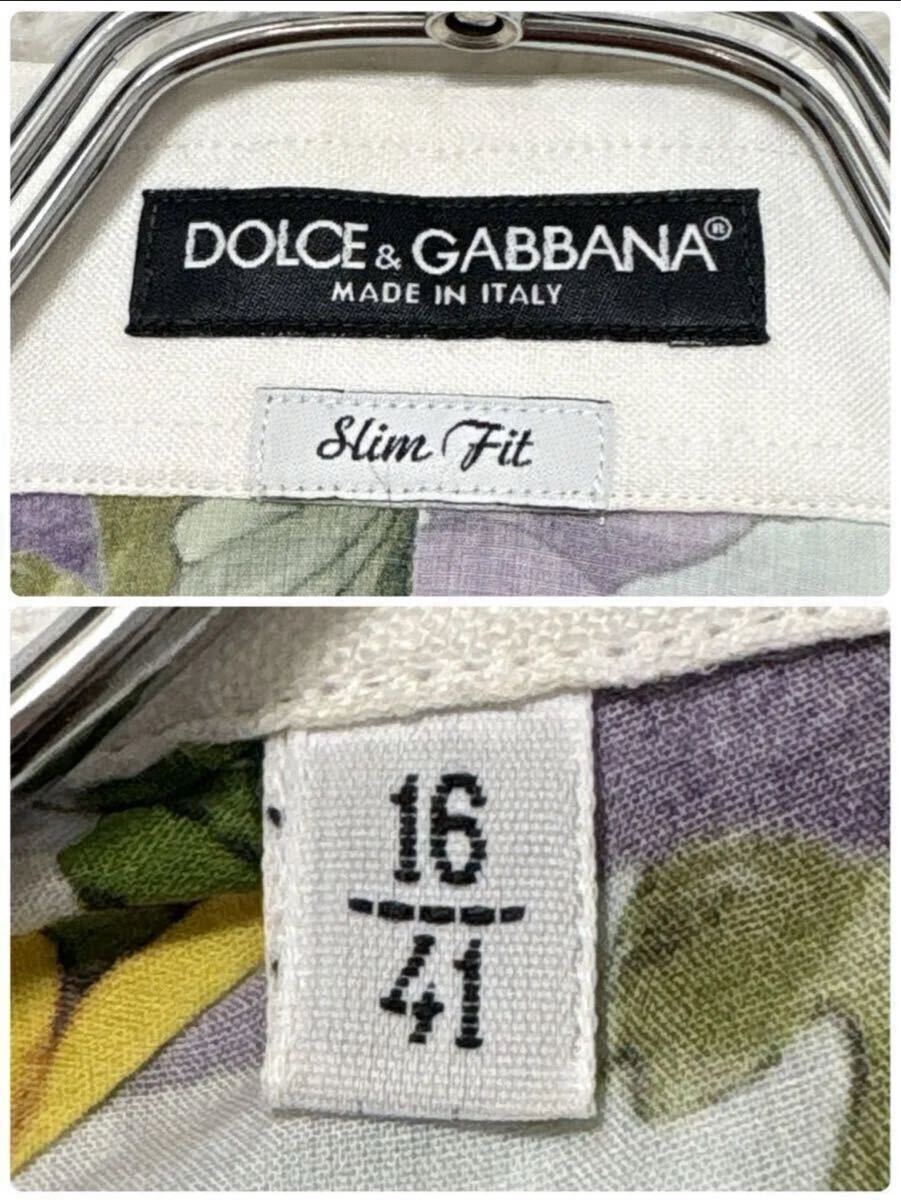 DOLCE & GABBANA®
MADE IN ITALY
Slim Fit
16
41